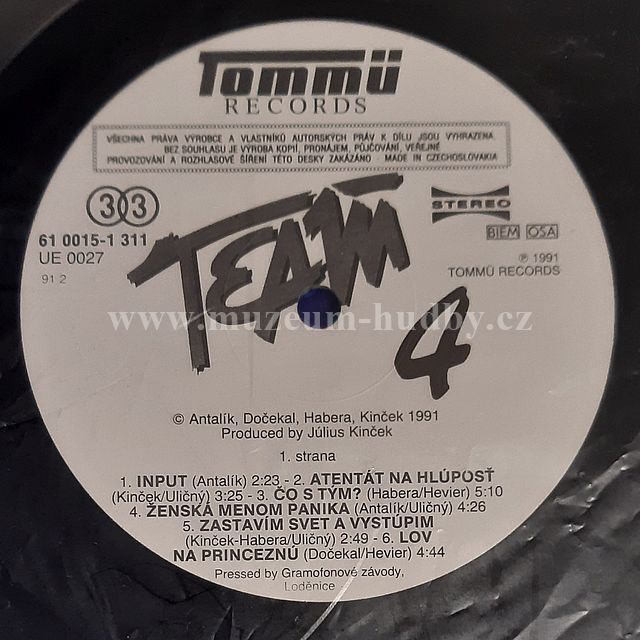 Tommü
RECORDS
VŠECHNA PRÁVA VÝROBCE A VLASTNÍKŮ AUTORSKÝCH PRÁV K DÍLU JSOU VYHRAZENA
BEZ SOUHLASU JE VÝROBA KOPIÍ, PRONÁJEM, PŮJČOVÁNÍ, VEŘEJNÉ
PROVOZOVÁNÍ A ROZHLASOVÉ ŠÍŘENÍ TÉTO DESKY ZAKÁZÁNO - MADE IN CZECHOSLOVAKIA
33
STEREO
61 0015-1 311
UE 0027
91 2
BIEM OSA
℗ 1991
TOMMÜ RECORDS
TEAM
4
www.muzeum-hudby.cz
© Antalík, Dočekal, Habera, Kinček 1991
Produced by Július Kinček
1. strana
1. INPUT (Antalík) 2:23 - 2. ATENTÁT NA HLÚPOSŤ
(Kinček/Uličný) 3:25 - 3. ČO S TÝM? (Habera/Hevier) 5:10
4. ŽENSKÁ MENOM PANIKA (Antalík/Uličný) 4:26
5. ZASTAVÍM SVET A VYSTÚPIM
(Kinček-Habera/Uličný) 2:49 - 6. LOV
NA PRINCEZNÚ (Dočekal/Hevier) 4:44
Pressed by Gramofonové závody,
Loděnice